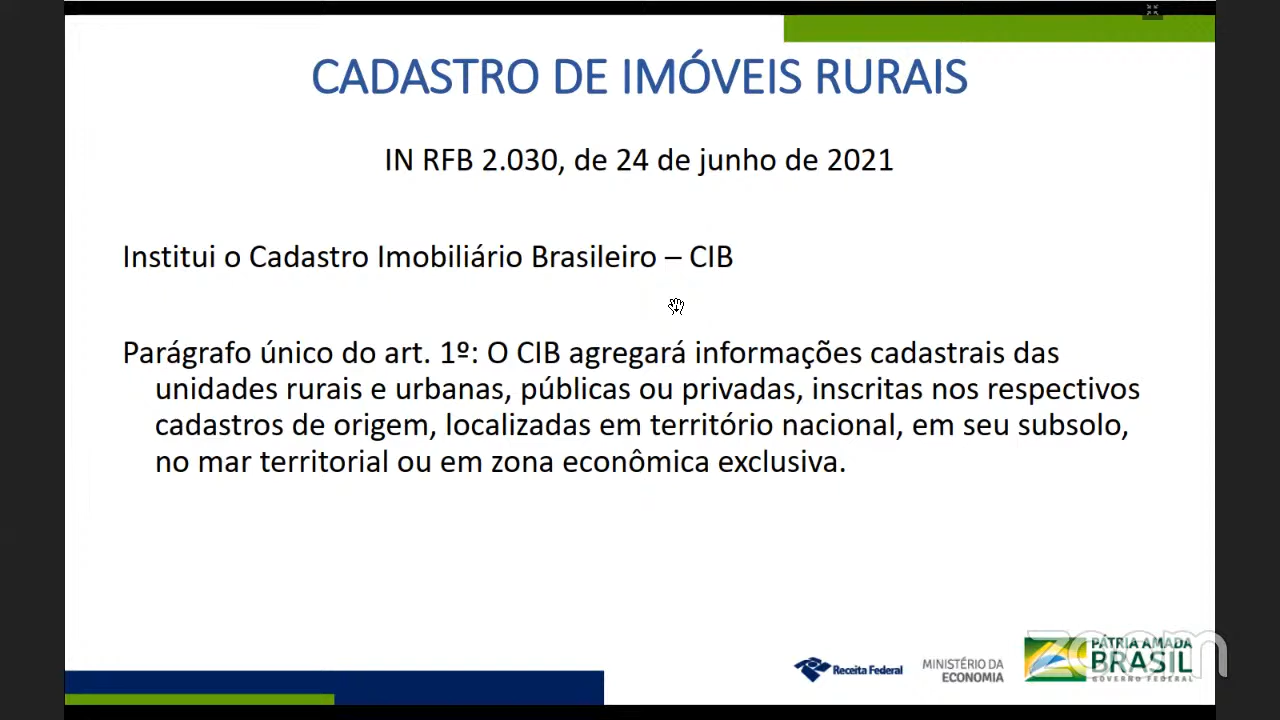 CADASTRO DE IMÓVEIS RURAIS
IN RFB 2.030, de 24 de junho de 2021
Institui o Cadastro Imobiliário Brasileiro – CIB
Parágrafo único do art. 1º: O CIB agregará informações cadastrais das
unidades rurais e urbanas, públicas ou privadas, inscritas nos respectivos
cadastros de origem, localizadas em território nacional, em seu subsolo,
no mar territorial ou em zona econômica exclusiva.
Receita Federal
MINISTÉRIO DA
ECONOMIA
PÁTRIA AMADA
BRASIL
GOVERNO FEDERAL
zoom